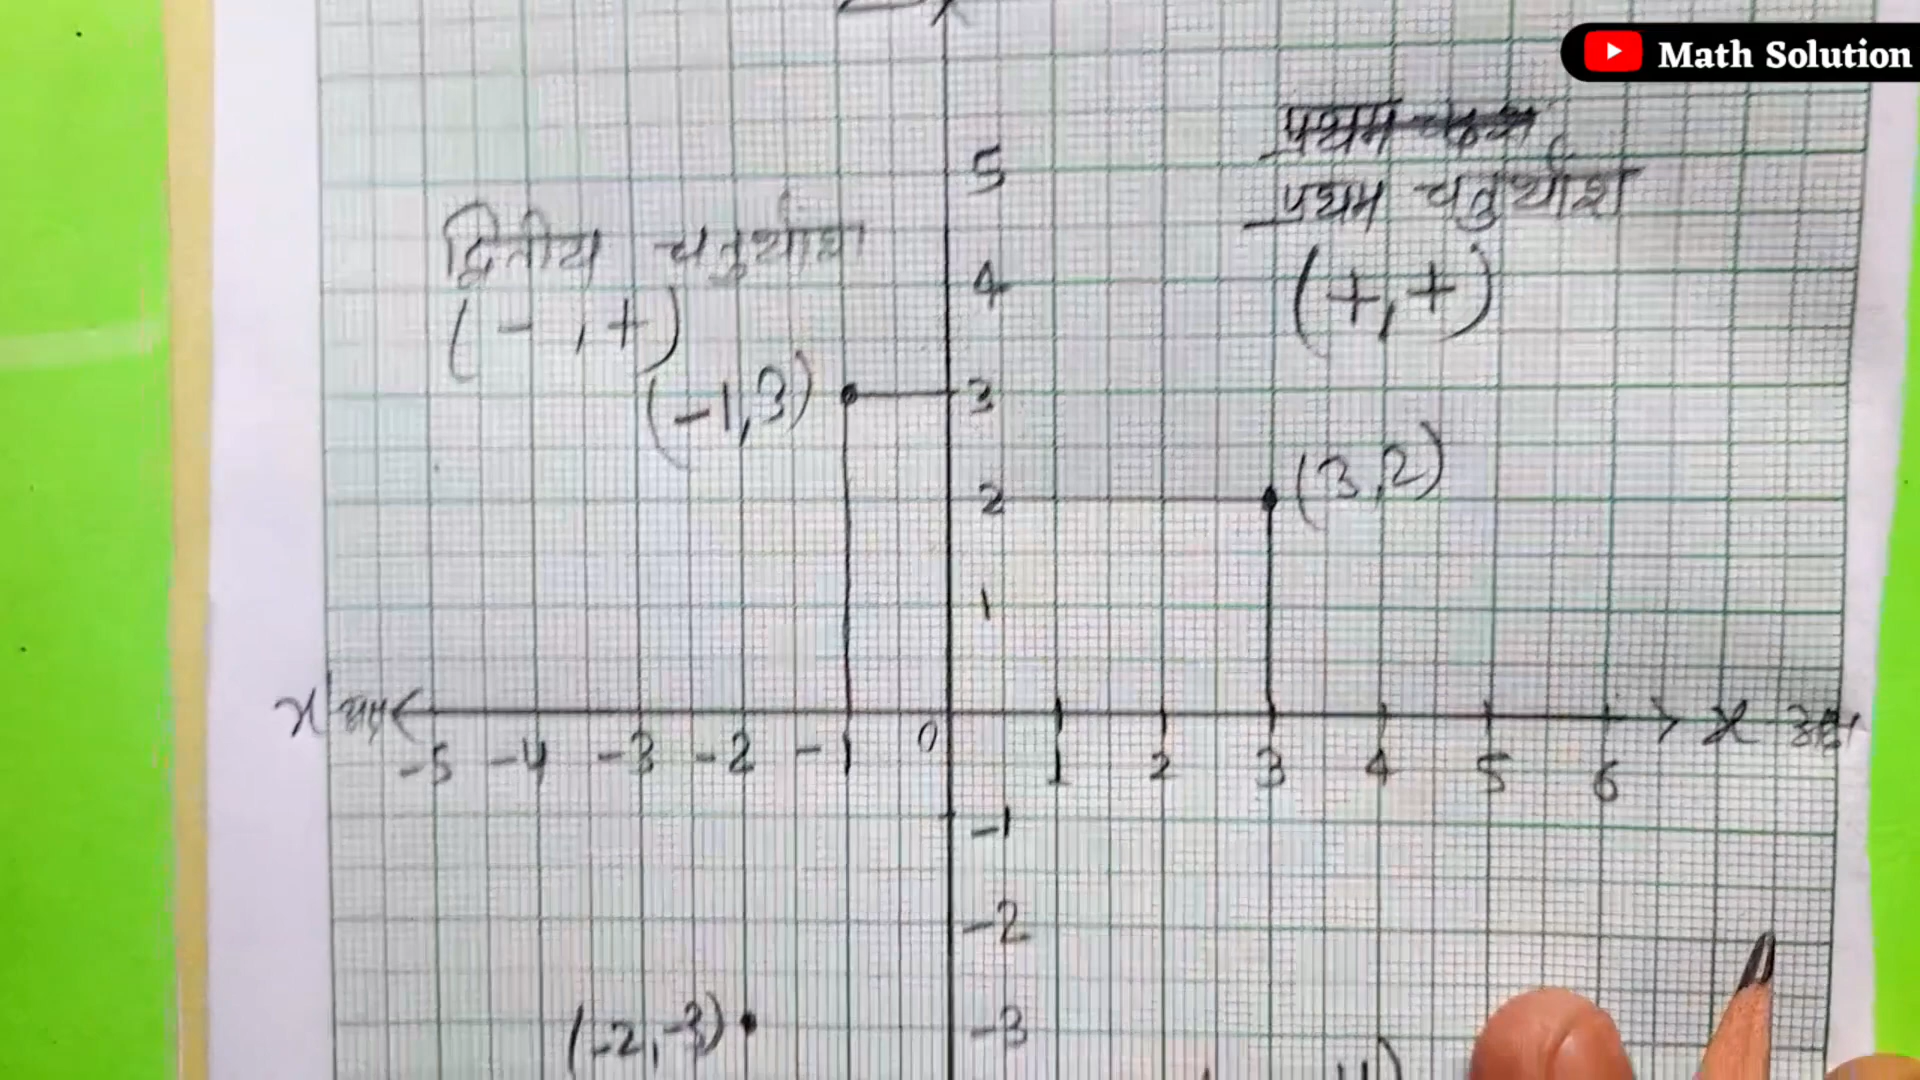 Math Solution
प्रथम चतुर्थांश
(+,+)
द्वितीय चतुर्थांश
(-,+)
(-1,3)
(3,2)
5
4
3
2
1
x
-5 -4 -3 -2 -1 0 1 2 3 4 5 6
x अक्ष
-1
-2
(-2,-3)
-3